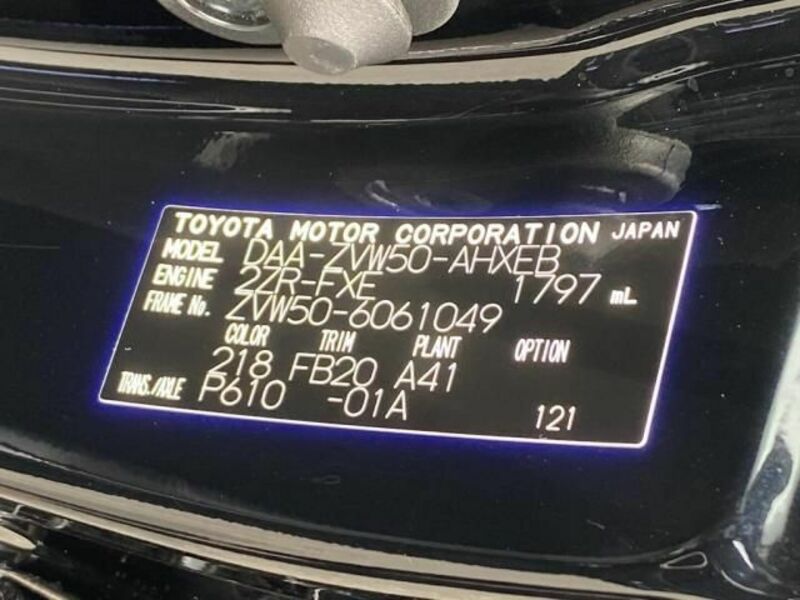 TOYOTA MOTOR CORPORATION JAPAN
MODEL DAA-ZVW50-AHXEB
ENGINE 2ZR-FXE 1797 mL
FRAME No. ZVW50-6061049
COLOR TRIM PLANT OPTION
218 FB20 A41
TRANS./AXLE P610 -01A 121